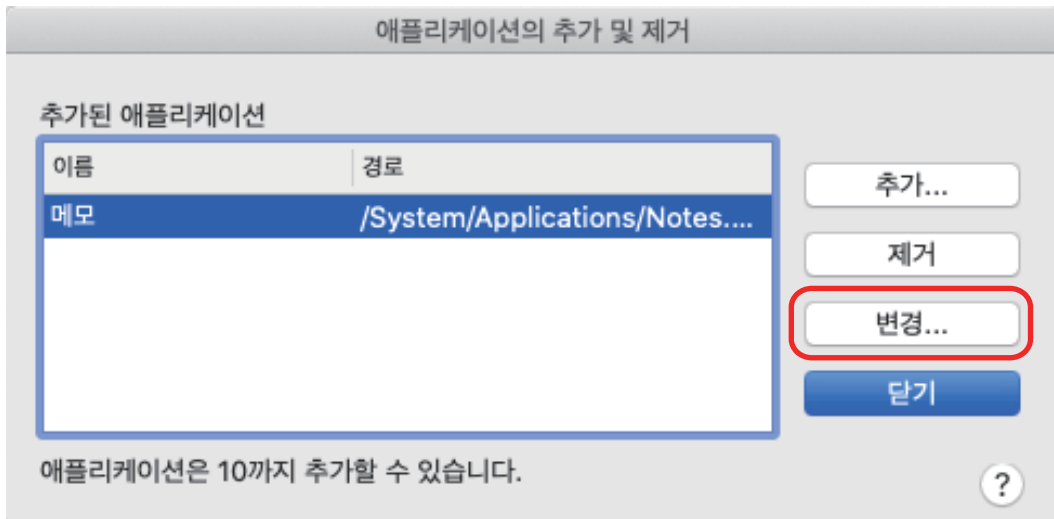 애플리케이션의 추가 및 제거
추가된 애플리케이션
이름 경로
메모 /System/Applications/Notes....
추가...
제거
변경...
닫기
애플리케이션은 10까지 추가할 수 있습니다.
?